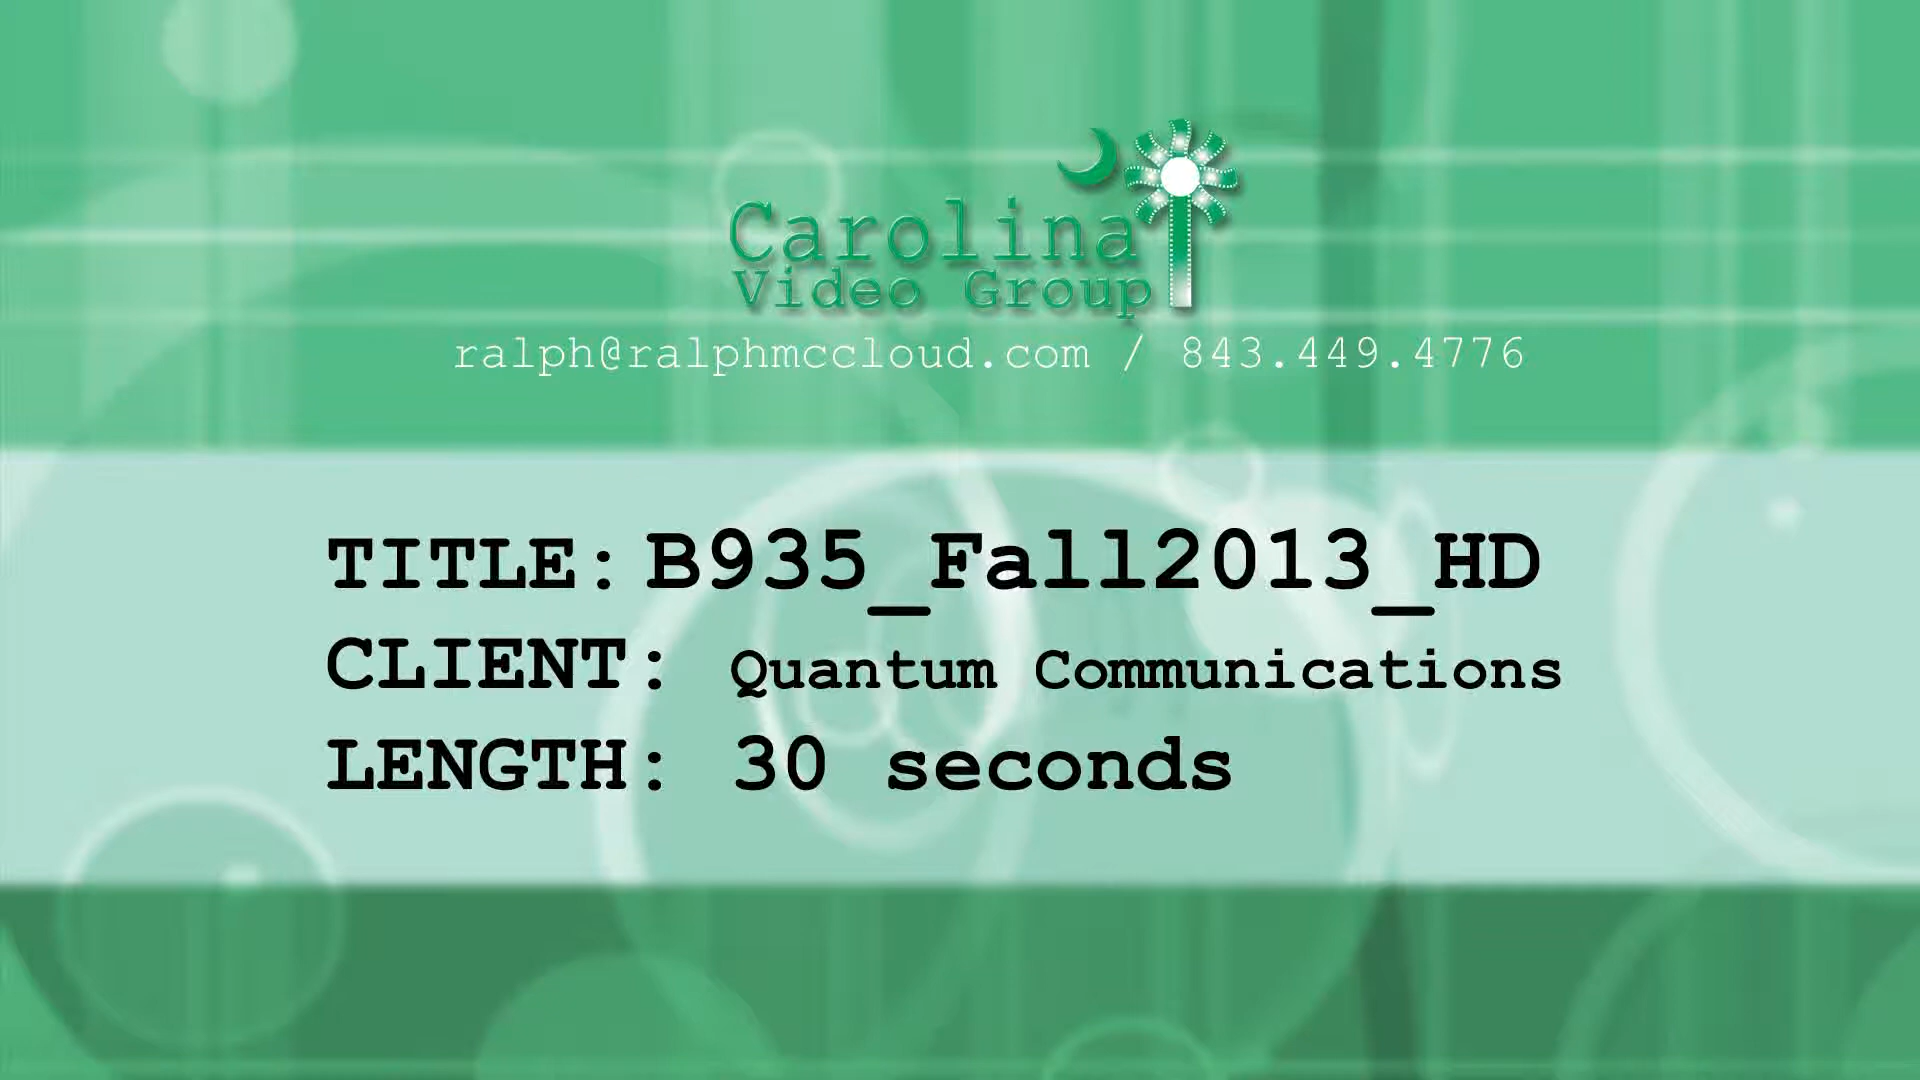 Carolina
Video Group
ralph@ralphmccloud.com / 843.449.4776
TITLE: B935_Fall2013_HD
CLIENT: Quantum Communications
LENGTH: 30 seconds